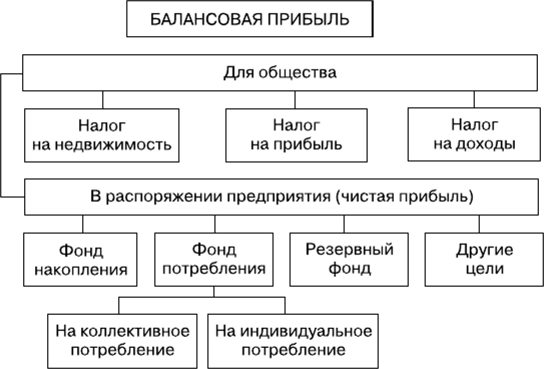 БАЛАНСОВАЯ ПРИБЫЛЬ
Для общества
Налог
на недвижимость
Налог
на прибыль
Налог
на доходы
В распоряжении предприятия (чистая прибыль)
Фонд
накопления
Фонд
потребления
Резервный
фонд
Другие
цели
На коллективное
потребление
На индивидуальное
потребление